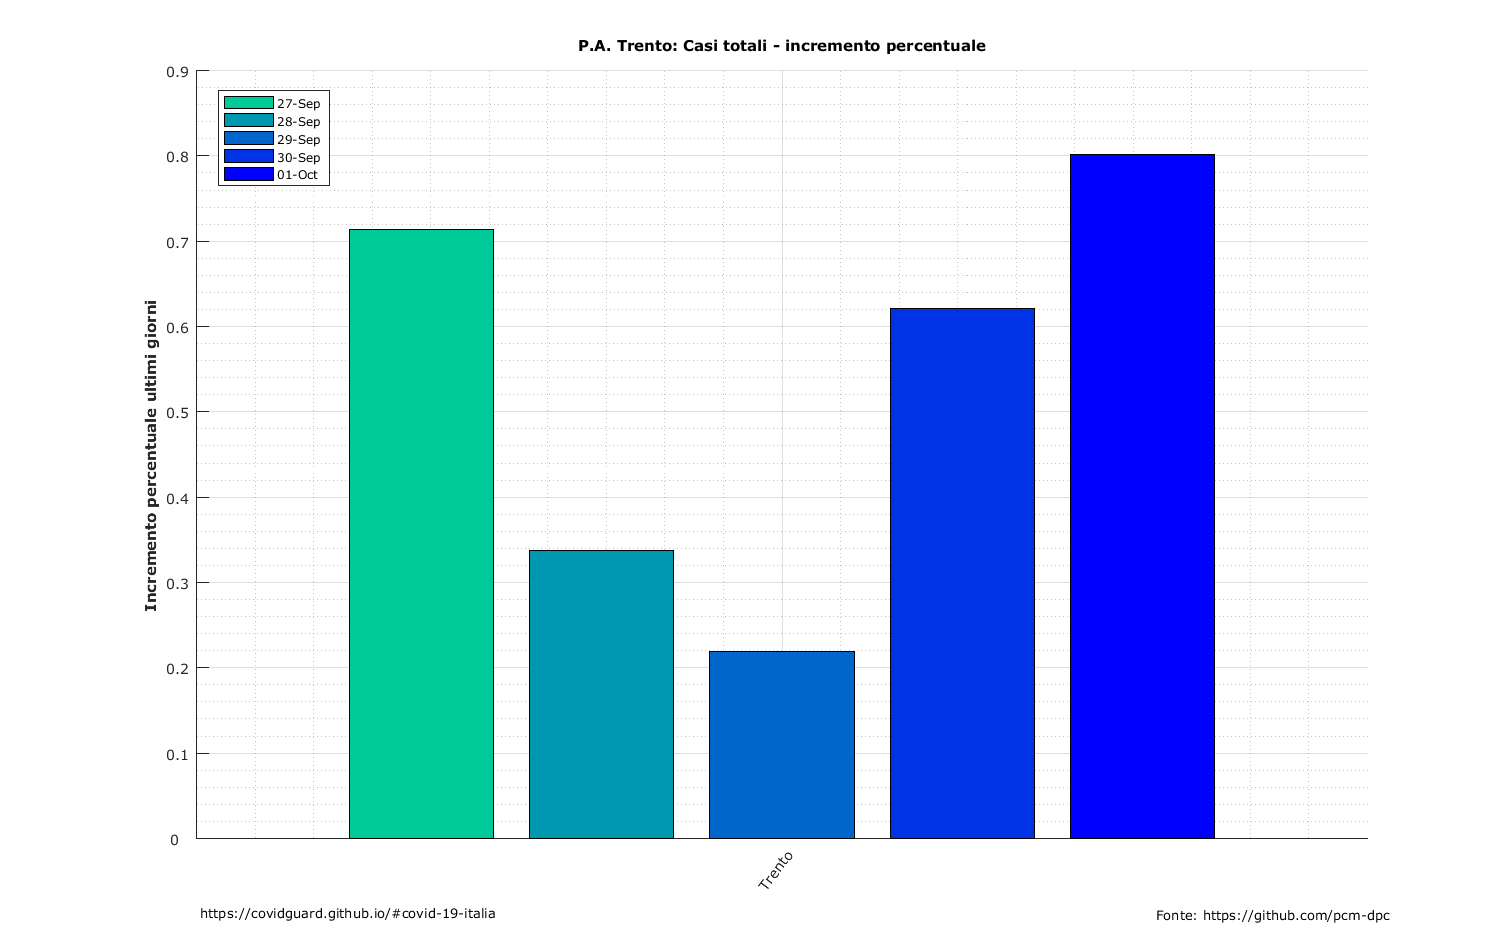 P.A. Trento: Casi totali - incremento percentuale
0.9
0.8
0.7
0.6
0.5
0.4
0.3
0.2
0.1
0
Incremento percentuale ultimi giorni
27-Sep
28-Sep
29-Sep
30-Sep
01-Oct
Trento
https://covidguard.github.io/#covid-19-italia
Fonte: https://github.com/pcm-dpc